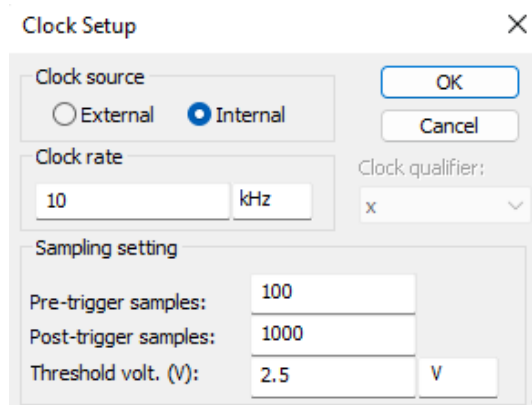 Clock Setup
Clock source
External Internal
OK
Cancel
Clock rate
10 kHz
Clock qualifier:
x
Sampling setting
Pre-trigger samples: 100
Post-trigger samples: 1000
Threshold volt. (V): 2.5 V